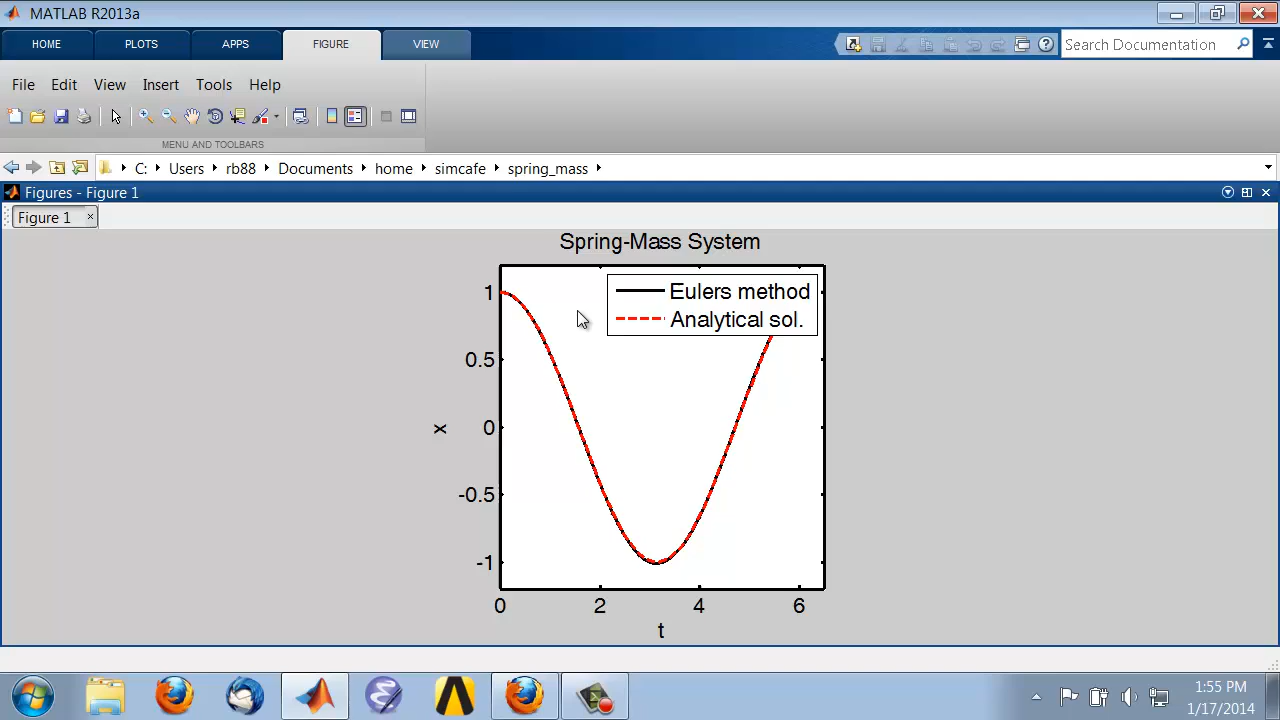 MATLAB R2013a
HOME PLOTS APPS FIGURE VIEW
Search Documentation
File Edit View Insert Tools Help
MENU AND TOOLBARS
C: Users rb88 Documents home simcafe spring_mass
Figures - Figure 1
Figure 1
Spring-Mass System
Eulers method
Analytical sol.
1
0.5
0
-0.5
-1
x
0 2 4 6
t
1:55 PM
1/17/2014